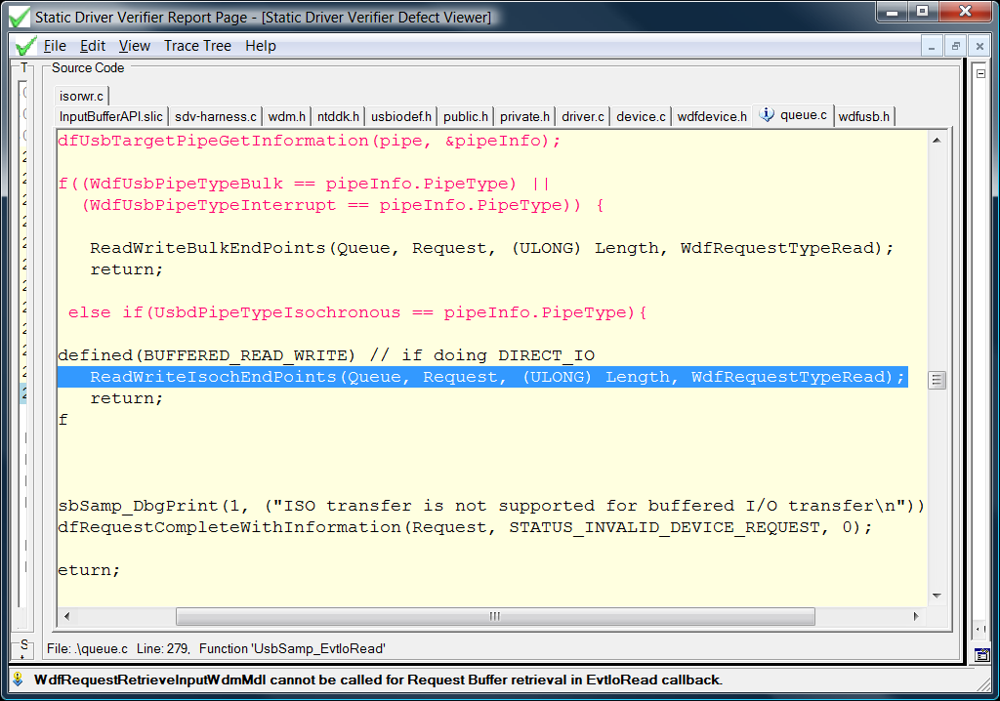 Static Driver Verifier Report Page - [Static Driver Verifier Defect Viewer]
File Edit View Trace Tree Help
T Source Code
isorwr.c
InputBufferAPI.slic sdv-harness.c wdm.h ntddk.h usbiodef.h public.h private.h driver.c device.c wdfdevice.h queue.c wdfusb.h
dfUsbTargetPipeGetInformation(pipe, &pipeInfo);
f((WdfUsbPipeTypeBulk == pipeInfo.PipeType) ||
(WdfUsbPipeTypeInterrupt == pipeInfo.PipeType)) {
ReadWriteBulkEndPoints(Queue, Request, (ULONG) Length, WdfRequestTypeRead);
return;
else if(UsbdPipeTypeIsochronous == pipeInfo.PipeType){
defined(BUFFERED_READ_WRITE) // if doing DIRECT_IO
ReadWriteIsochEndPoints(Queue, Request, (ULONG) Length, WdfRequestTypeRead);
return;
f
sbSamp_DbgPrint(1, ("ISO transfer is not supported for buffered I/O transfer\n"))
dfRequestCompleteWithInformation(Request, STATUS_INVALID_DEVICE_REQUEST, 0);
eturn;
S File: .\queue.c Line: 279, Function 'UsbSamp_EvtIoRead'
WdfRequestRetrieveInputWdmMdl cannot be called for Request Buffer retrieval in EvtIoRead callback.